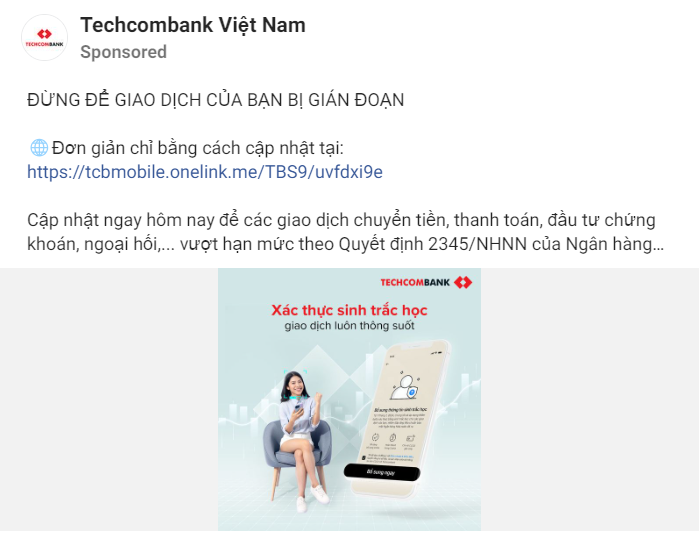 TECHCOMBANK
Techcombank Việt Nam
Sponsored
ĐỪNG ĐỂ GIAO DỊCH CỦA BẠN BỊ GIÁN ĐOẠN
Đơn giản chỉ bằng cách cập nhật tại:
https://tcbmobile.onelink.me/TBS9/uvfdxi9e
Cập nhật ngay hôm nay để các giao dịch chuyển tiền, thanh toán, đầu tư chứng
khoán, ngoại hối,... vượt hạn mức theo Quyết định 2345/NHNN của Ngân hàng…
TECHCOMBANK
Xác thực sinh trắc học
giao dịch luôn thông suốt
Bổ sung thông tin sinh trắc học
Bổ sung ngay